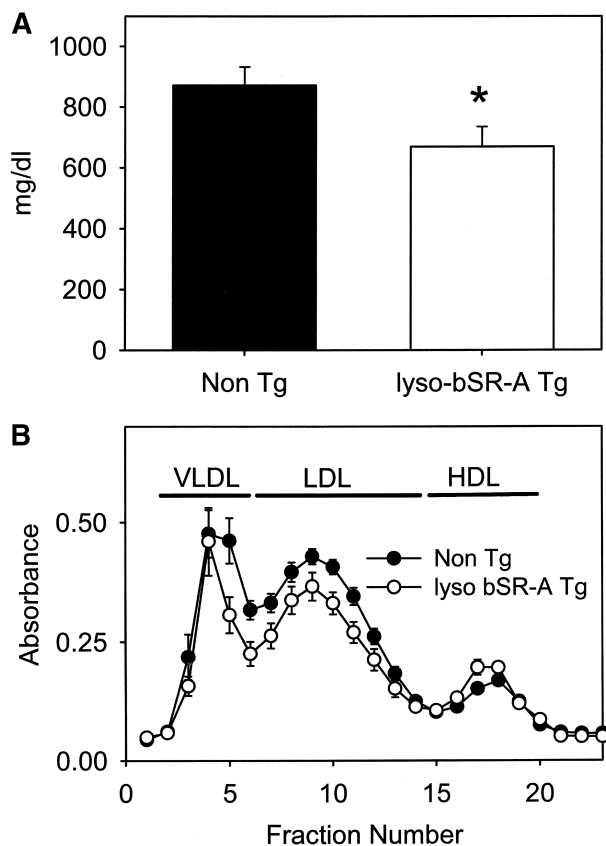 A
1000
800
600
400
200
0
mg/dl
*
Non Tg
lyso-bSR-A Tg
B
VLDL
LDL
HDL
0.50
0.25
0.00
Absorbance
Non Tg
lyso bSR-A Tg
0
5
10
15
20
Fraction Number